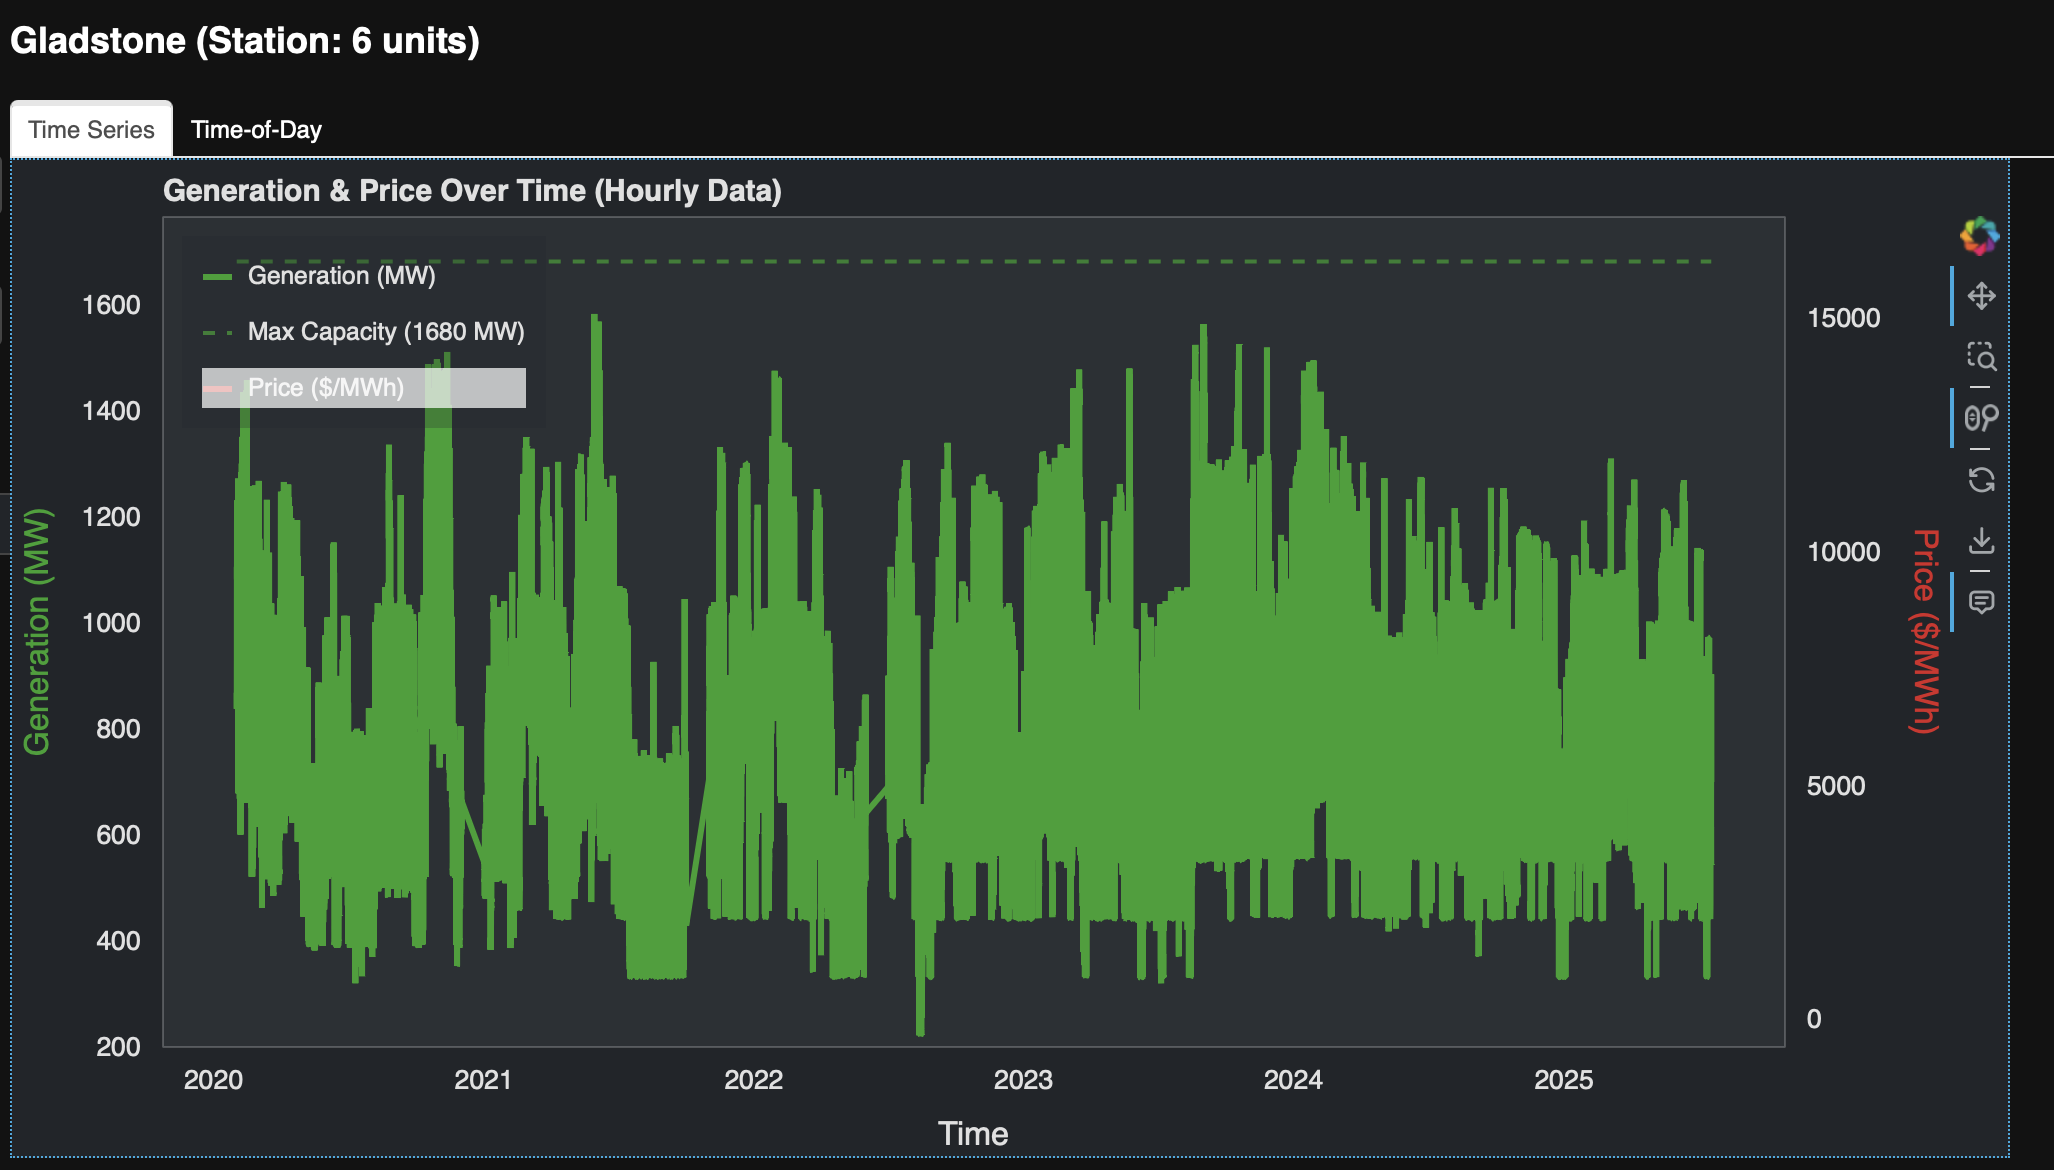 Gladstone (Station: 6 units)
Time Series
Time-of-Day
Generation & Price Over Time (Hourly Data)
Generation (MW)
Max Capacity (1680 MW)
Price ($/MWh)
Generation (MW)
1600
1400
1200
1000
800
600
400
200
15000
10000
5000
0
Price ($/MWh)
2020
2021
2022
2023
2024
2025
Time